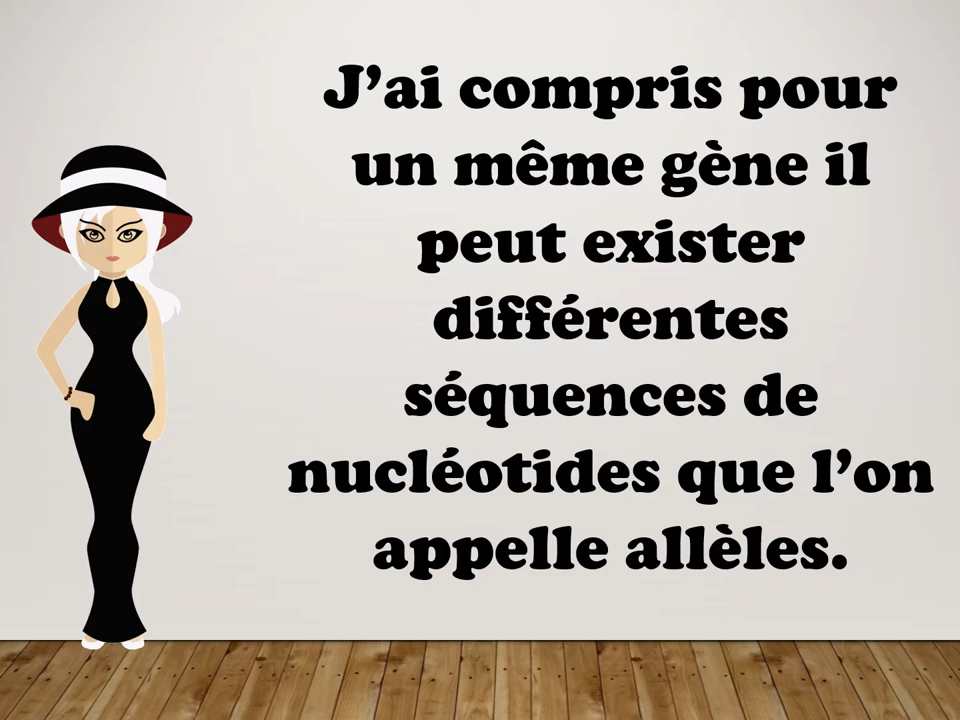 J’ai compris pour
un même gène il
peut exister
différentes
séquences de
nucléotides que l’on
appelle allèles.